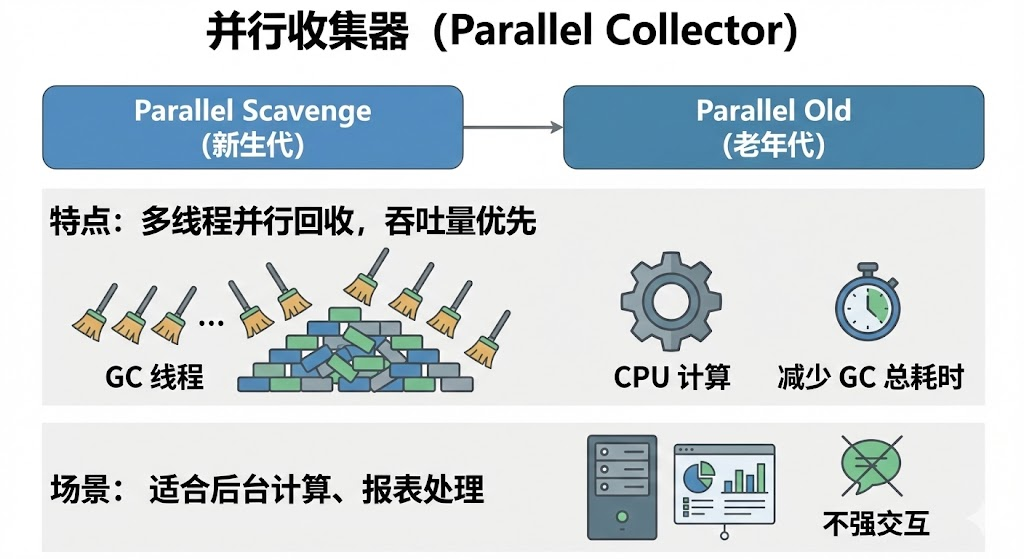 并行收集器（Parallel Collector）
Parallel Scavenge
（新生代）
Parallel Old
（老年代）
特点：多线程并行回收，吞吐量优先
...
GC 线程
CPU 计算
减少 GC 总耗时
场景： 适合后台计算、报表处理
不强交互